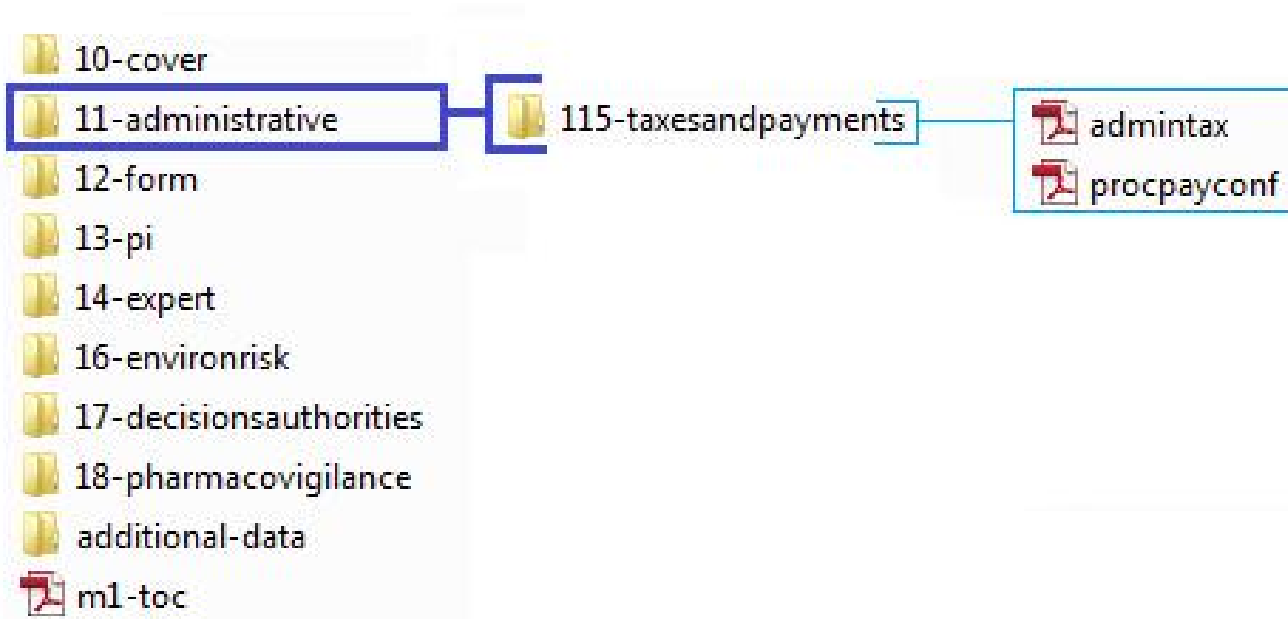 10-cover
11-administrative
115-taxesandpayments
admintax
procpayconf
12-form
13-pi
14-expert
16-environrisk
17-decisionsauthorities
18-pharmacovigilance
additional-data
m1-toc